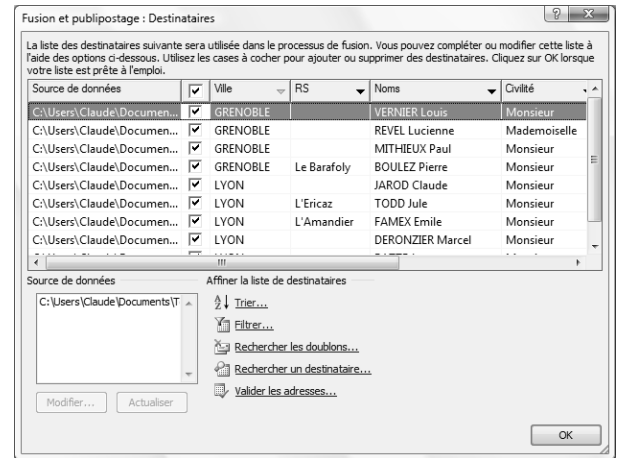 Fusion et publipostage : Destinataires
La liste des destinataires suivante sera utilisée dans le processus de fusion. Vous pouvez compléter ou modifier cette liste à
l'aide des options ci-dessous. Utilisez les cases à cocher pour ajouter ou supprimer des destinataires. Cliquez sur OK lorsque
votre liste est prête à l'emploi.
Source de données Ville RS Noms Civilité
C:\Users\Claude\Documen... GRENOBLE VERNIER Louis Monsieur
C:\Users\Claude\Documen... GRENOBLE REVEL Lucienne Mademoiselle
C:\Users\Claude\Documen... GRENOBLE MITHIEUX Paul Monsieur
C:\Users\Claude\Documen... GRENOBLE Le Barafoly BOULEZ Pierre Monsieur
C:\Users\Claude\Documen... LYON JAROD Claude Monsieur
C:\Users\Claude\Documen... LYON L'Ericaz TODD Jule Monsieur
C:\Users\Claude\Documen... LYON L'Amandier FAMEX Emile Monsieur
C:\Users\Claude\Documen... LYON DERONZIER Marcel Monsieur
Source de données
C:\Users\Claude\Documents\T
Modifier... Actualiser
Affiner la liste de destinataires
Trier...
Filtrer...
Rechercher les doublons...
Rechercher un destinataire...
Valider les adresses...
OK